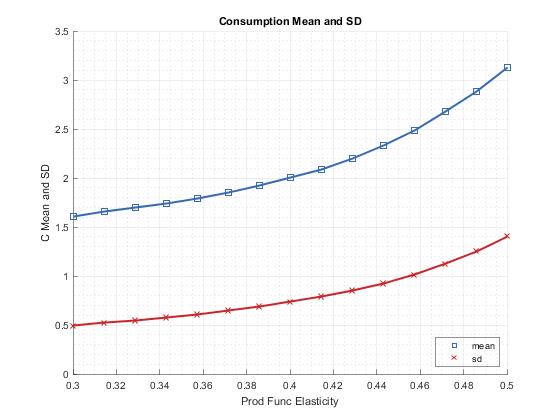 Consumption Mean and SD
3.5
3
2.5
2
1.5
1
0.5
0
C Mean and SD
0.3 0.32 0.34 0.36 0.38 0.4 0.42 0.44 0.46 0.48 0.5
Prod Func Elasticity
mean
sd